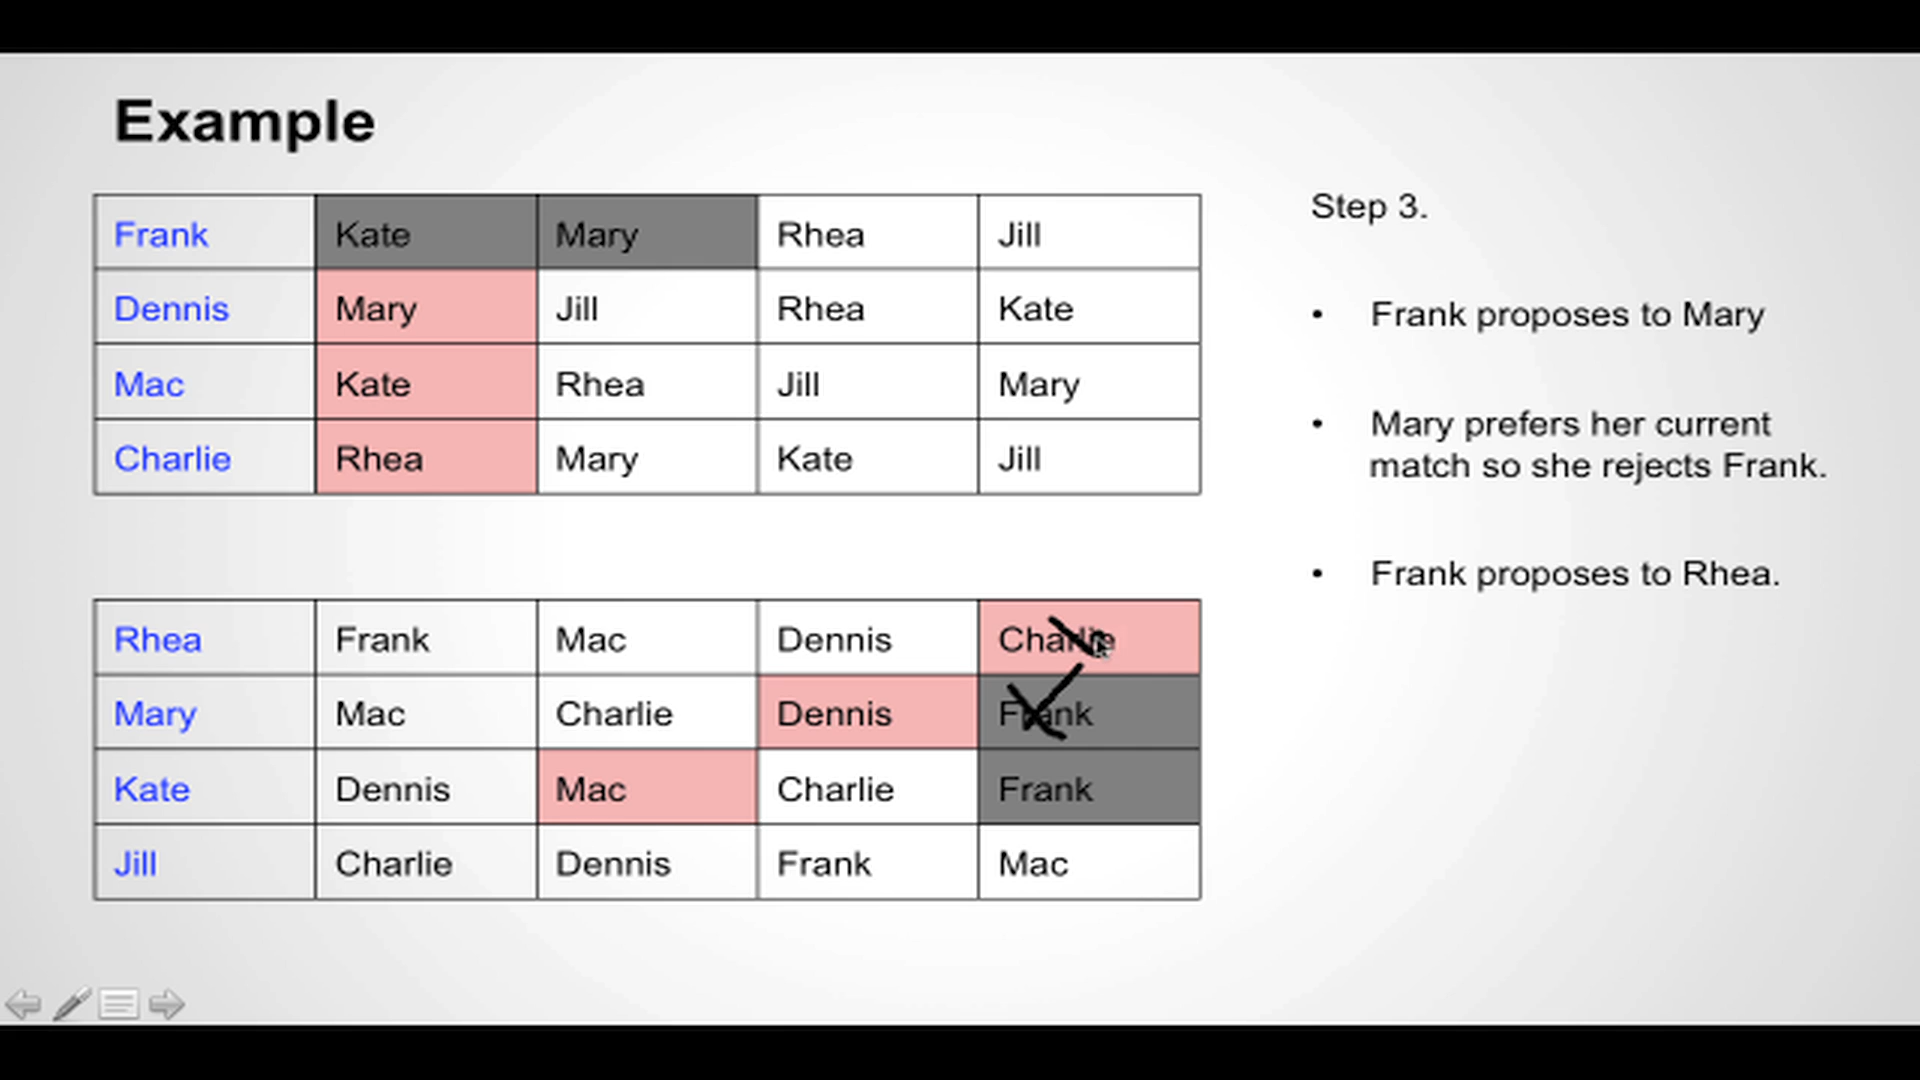 Example
Frank Kate Mary Rhea Jill
Dennis Mary Jill Rhea Kate
Mac Kate Rhea Jill Mary
Charlie Rhea Mary Kate Jill
Rhea Frank Mac Dennis Charlie
Mary Mac Charlie Dennis Frank
Kate Dennis Mac Charlie Frank
Jill Charlie Dennis Frank Mac
Step 3.
• Frank proposes to Mary
• Mary prefers her current
match so she rejects Frank.
• Frank proposes to Rhea.